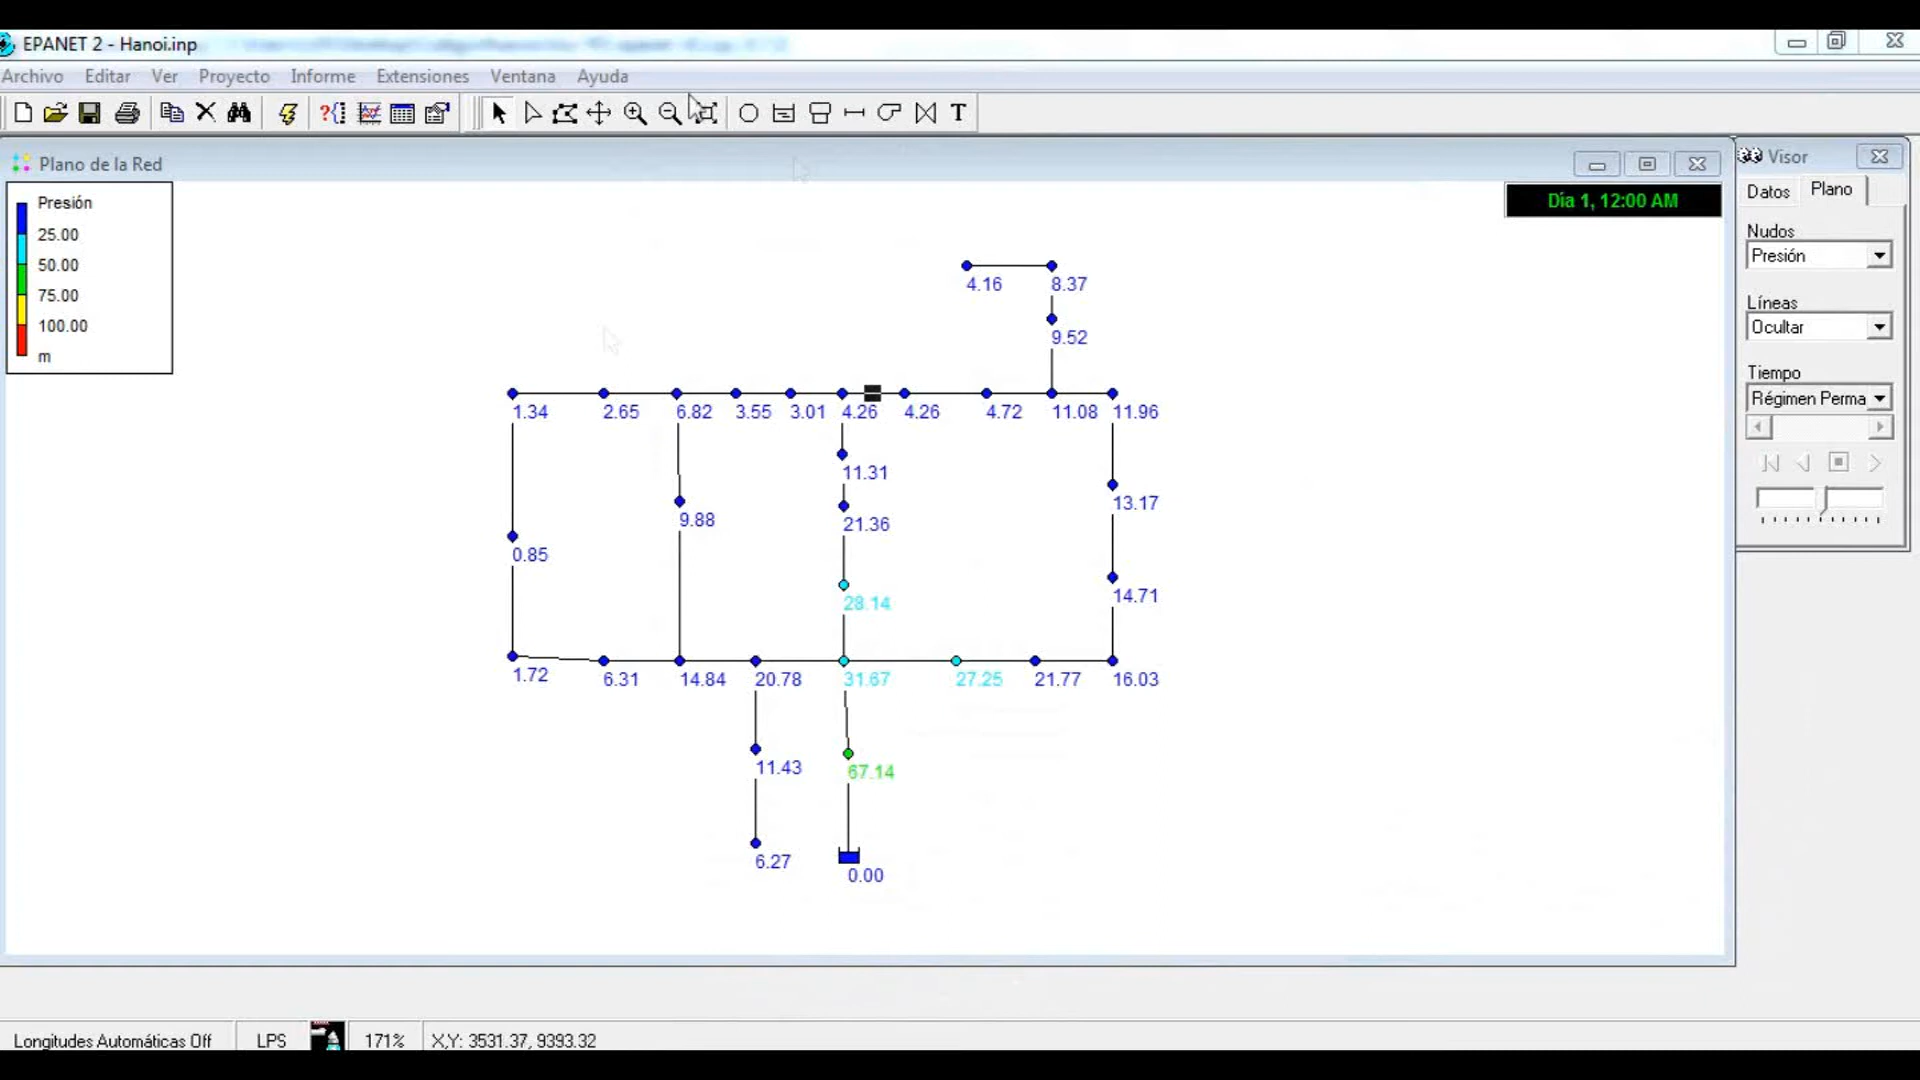 EPANET 2 - Hanoi.inp
Archivo Editar Ver Proyecto Informe Extensiones Ventana Ayuda
T
Plano de la Red
Visor
Datos Plano
Presión
25.00
50.00
75.00
100.00
m
Día 1, 12:00 AM
Nudos
Presión
Líneas
Ocultar
Tiempo
Régimen Perma
4.16 8.37
9.52
1.34 2.65 6.82 3.55 3.01 4.26 4.26 4.72 11.08 11.96
11.31
13.17
9.88 21.36
0.85
28.14 14.71
1.72 6.31 14.84 20.78 31.67 27.25 21.77 16.03
11.43 67.14
6.27 0.00
Longitudes Automáticas Off LPS 171% X,Y: 3531.37, 9393.32